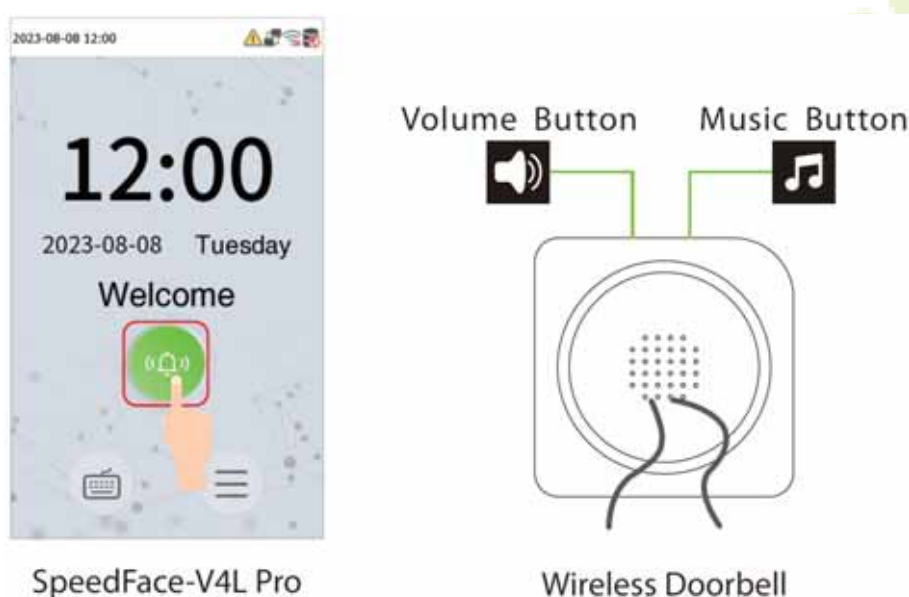 2023-08-08 12:00
12:00
2023-08-08 Tuesday
Welcome
SpeedFace-V4L Pro
Volume Button
Music Button
Wireless Doorbell